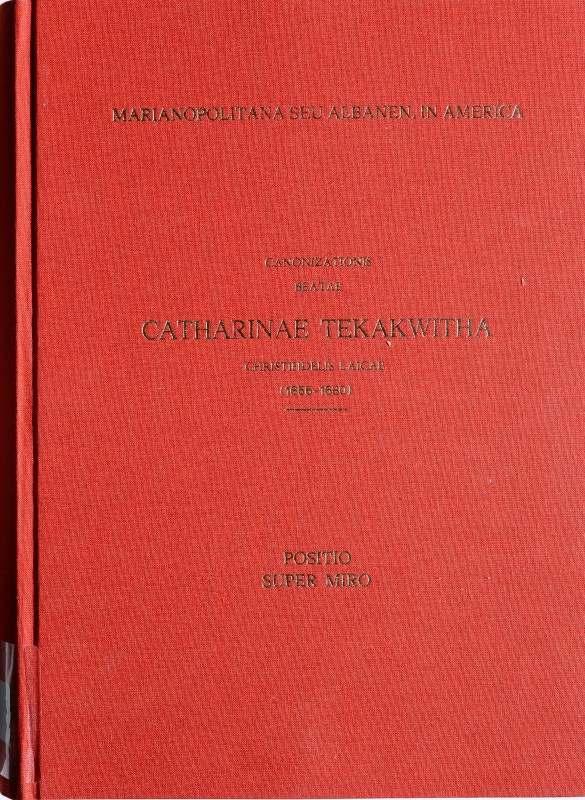 MARIANOPOLITANA SEU ALBANEN. IN AMERICA
CANONIZATIONIS
BEATAE
CATHARINAE TEKAKWITHA
CHRISTIFIDELIS LAICAE
(1656-1680)
POSITIO
SUPER MIRO